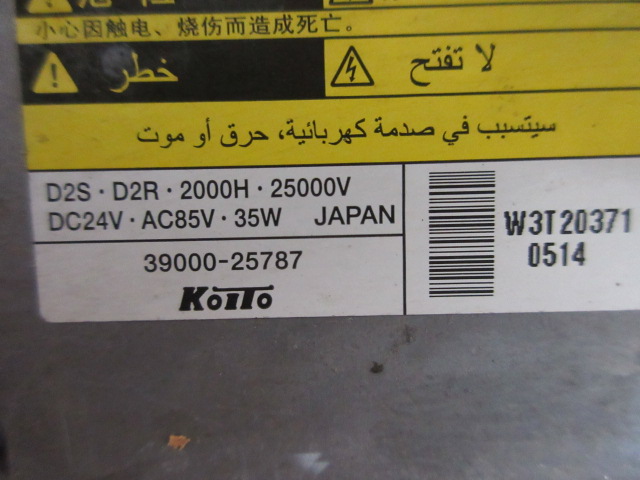 小心因触电、烧伤而造成死亡。
خطر
لا تفتح
سيتسبب في صدمة كهربائية، حرق أو موت
D2S · D2R · 2000H · 25000V
DC24V · AC85V · 35W JAPAN
39000-25787
KOITO
W3T20371
0514